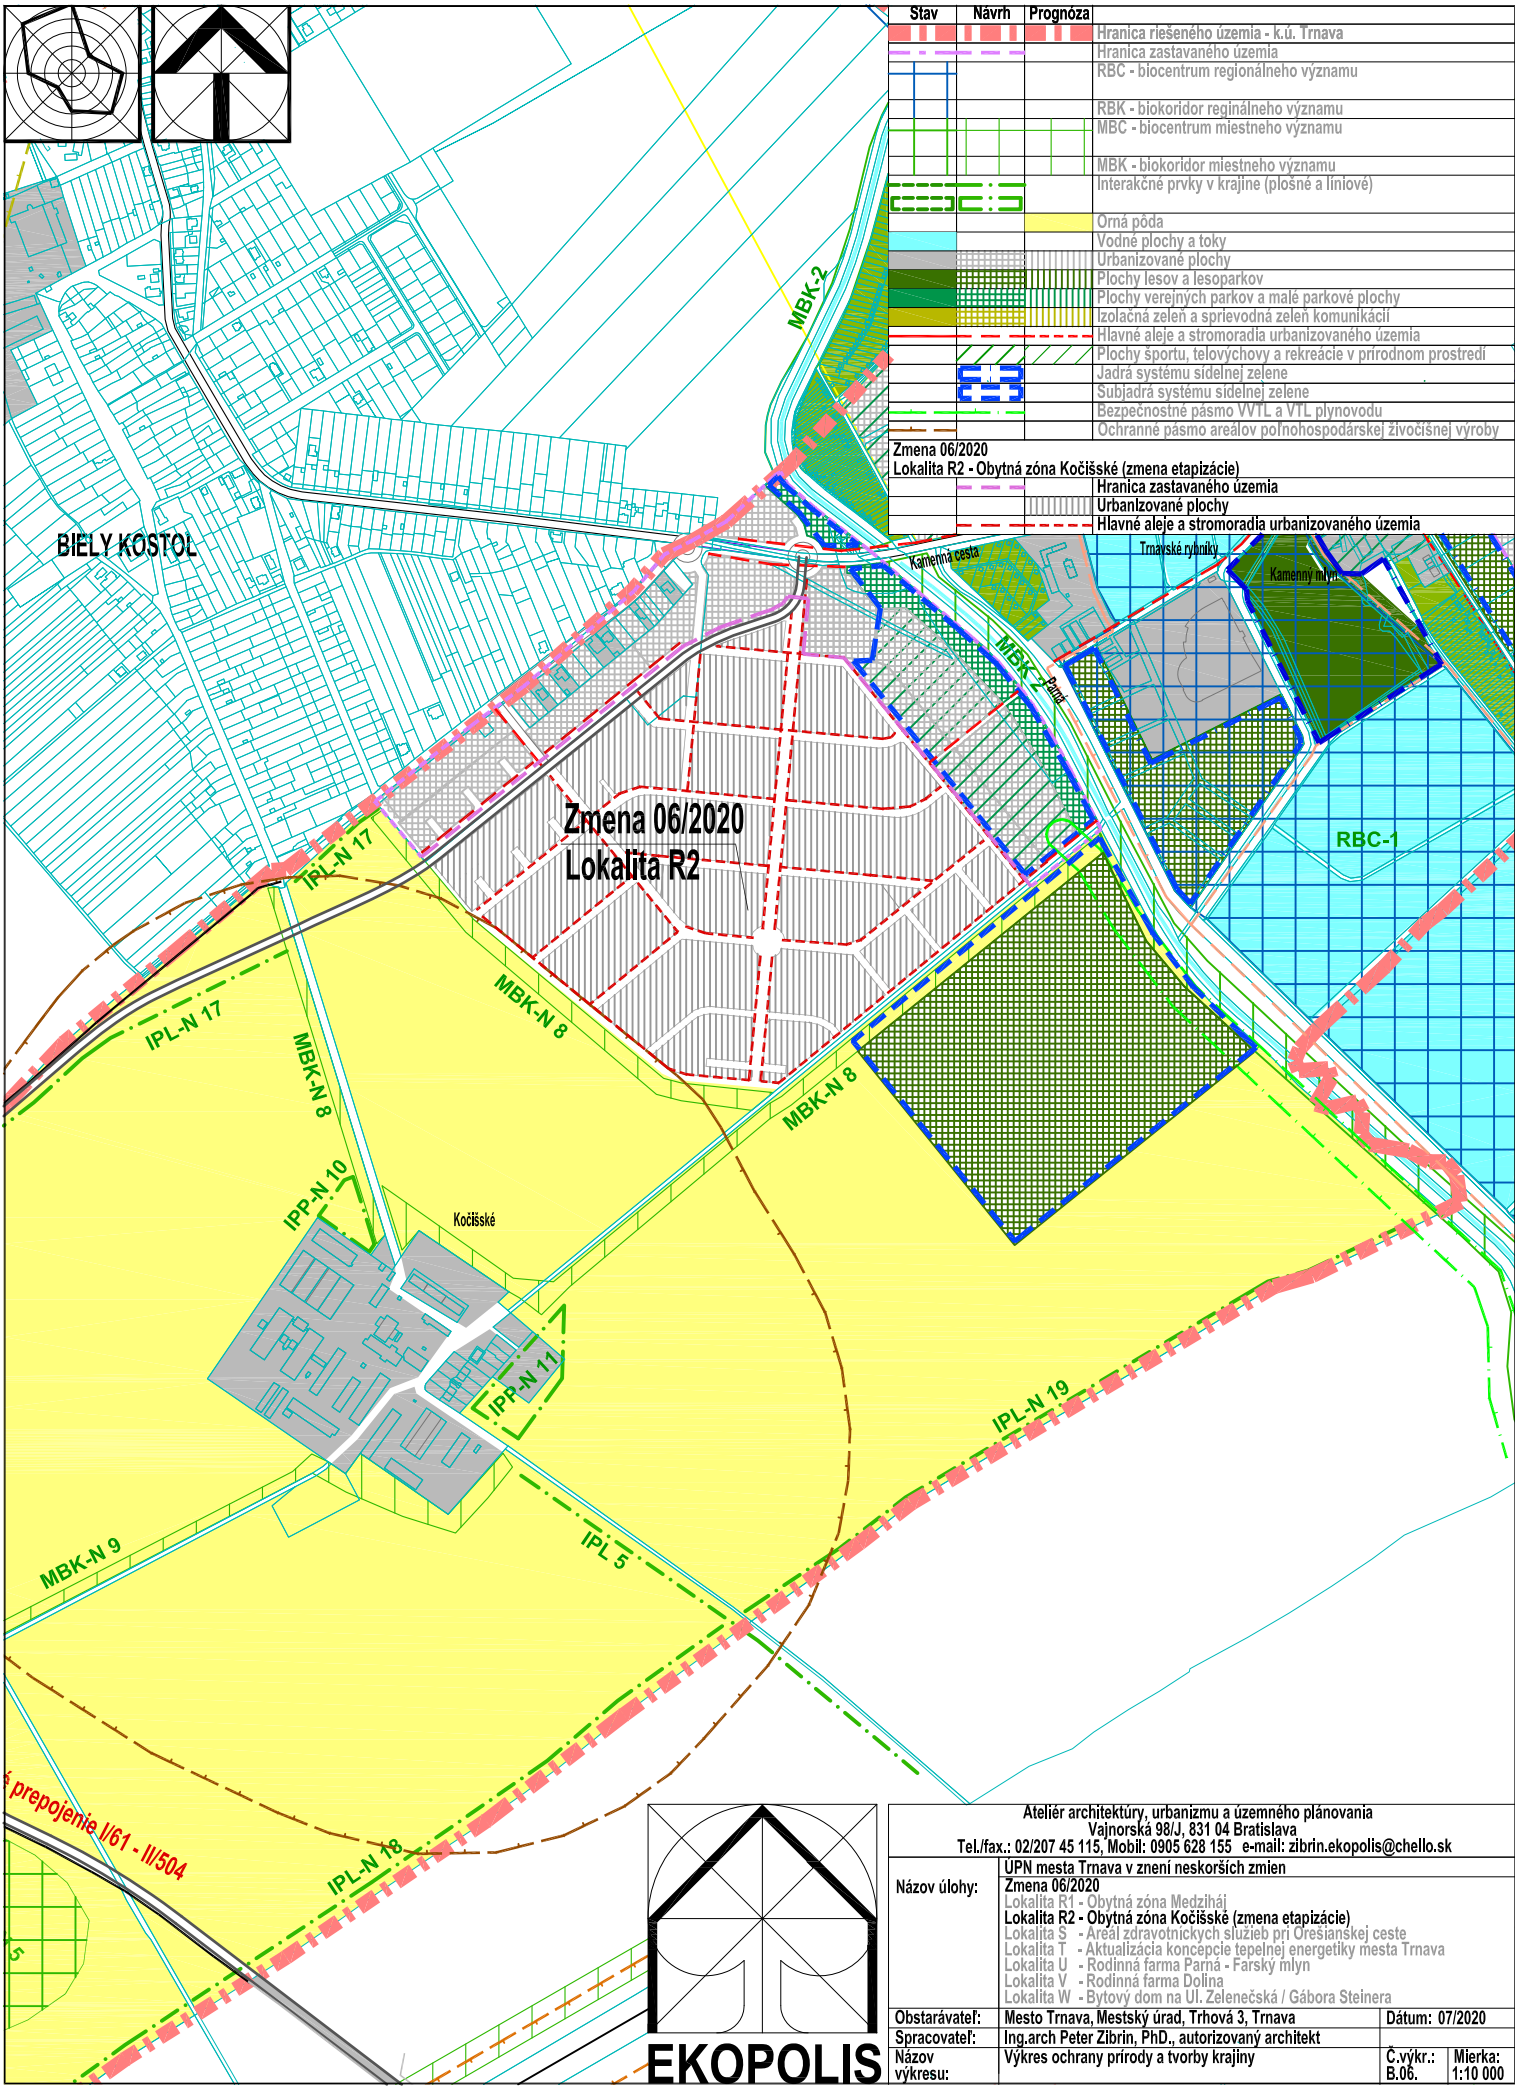 Stav Návrh Prognóza
Hranica riešeného územia - k.ú. Trnava
Hranica zastavaného územia
RBC - biocentrum regionálneho významu
RBK - biokoridor reginálneho významu
MBC - biocentrum miestneho významu
MBK - biokoridor miestneho významu
Interakčné prvky v krajine (plošné a líniové)
Orná pôda
Vodné plochy a toky
Urbanizované plochy
Plochy lesov a lesoparkov
Plochy verejných parkov a malé parkové plochy
Izolačná zeleň a sprievodná zeleň komunikácií
Hlavné aleje a stromoradia urbanizovaného územia
Plochy športu, telovýchovy a rekreácie v prírodnom prostredí
Jadrá systému sídelnej zelene
Subjadrá systému sídelnej zelene
Bezpečnostné pásmo VVTL a VTL plynovodu
Ochranné pásmo areálov poľnohospodárskej živočíšnej výroby
Zmena 06/2020
Lokalita R2 - Obytná zóna Kočišské (zmena etapizácie)
Hranica zastavaného územia
Urbanizované plochy
Hlavné aleje a stromoradia urbanizovaného územia
MBK-2
BIELY KOSTOL
Kamenná cesta
Trnavské rybníky
Kamenný mlyn
MBK-2
Parná
Zmena 06/2020
Lokalita R2
RBC-1
IPL-N 17
IPL-N 17
MBK-N 8
MBK-N 8
MBK-N 8
IPP-N 10
Kočišské
IPP-N 11
IPL-N 19
MBK-N 9
IPL 5
prepojenie I/61 - II/504
IPL-N 18
5
EKOPOLIS
Ateliér architektúry, urbanizmu a územného plánovania
Vajnorská 98/J, 831 04 Bratislava
Tel./fax.: 02/207 45 115, Mobil: 0905 628 155 e-mail: zibrin.ekopolis@chello.sk
Názov úlohy:
ÚPN mesta Trnava v znení neskorších zmien
Zmena 06/2020
Lokalita R1 - Obytná zóna Medziháj
Lokalita R2 - Obytná zóna Kočišské (zmena etapizácie)
Lokalita S - Areál zdravotníckych služieb pri Orešianskej ceste
Lokalita T - Aktualizácia koncepcie tepelnej energetiky mesta Trnava
Lokalita U - Rodinná farma Parná - Farský mlyn
Lokalita V - Rodinná farma Dolina
Lokalita W - Bytový dom na Ul. Zelenečská / Gábora Steinera
Obstarávateľ: Mesto Trnava, Mestský úrad, Trhová 3, Trnava Dátum: 07/2020
Spracovateľ: Ing.arch Peter Zibrin, PhD., autorizovaný architekt
Názov výkresu: Výkres ochrany prírody a tvorby krajiny
Č.výkr.: B.06.
Mierka: 1:10 000